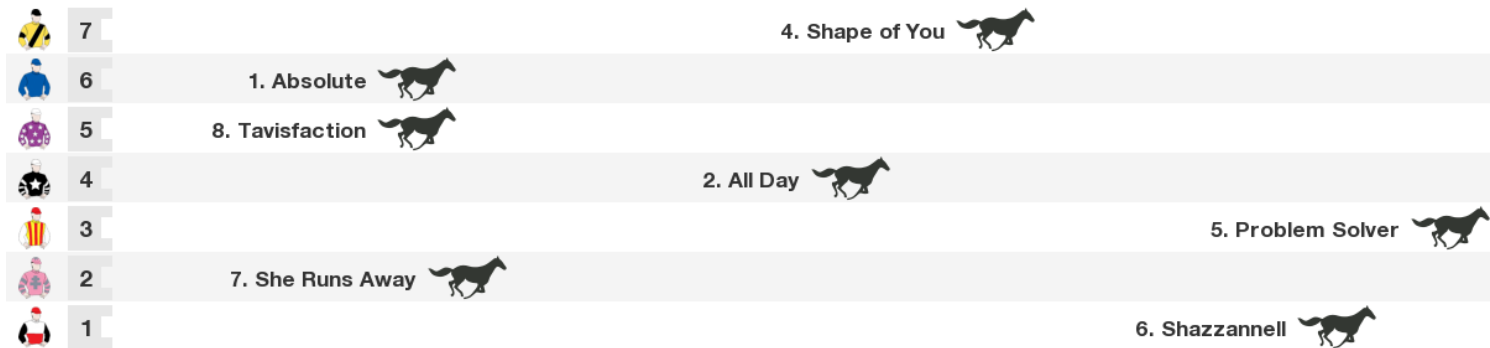 7 4. Shape of You
6 1. Absolute
5 8. Tavisfaction
4 2. All Day
3 5. Problem Solver
2 7. She Runs Away
1 6. Shazzannell